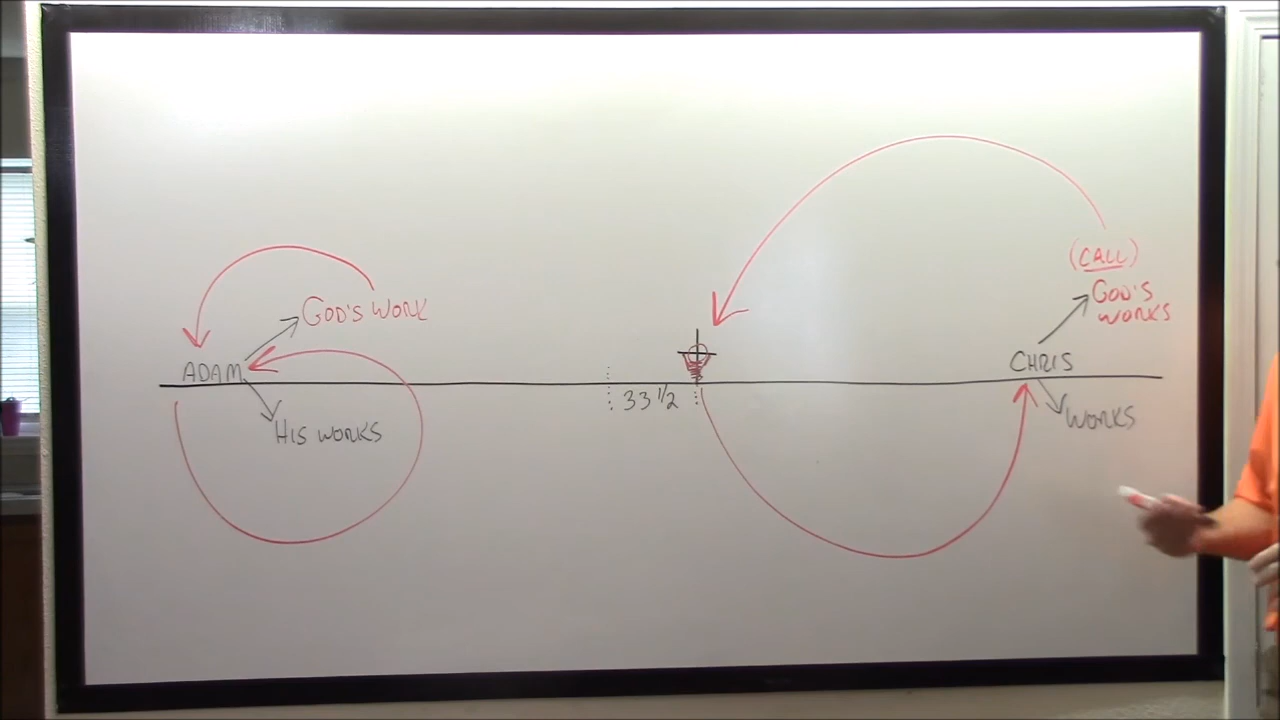 (CALL)
GOD'S
WORKS
GOD'S WORK
ADAM
CHRIS
33 1/2
HIS WORKS
WORKS